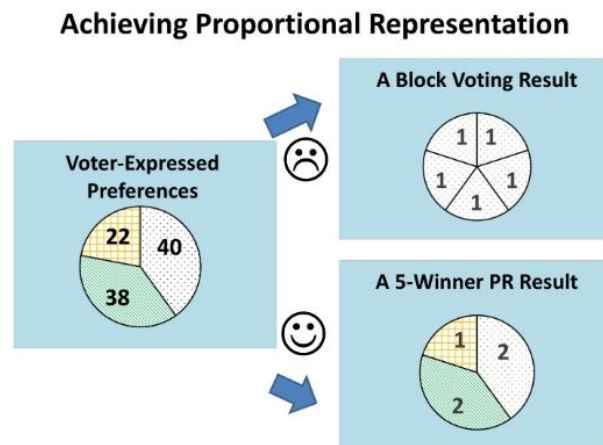 Achieving Proportional Representation
Voter-Expressed
Preferences
22
40
38
A Block Voting Result
1
1
1
1
1
A 5-Winner PR Result
1
2
2